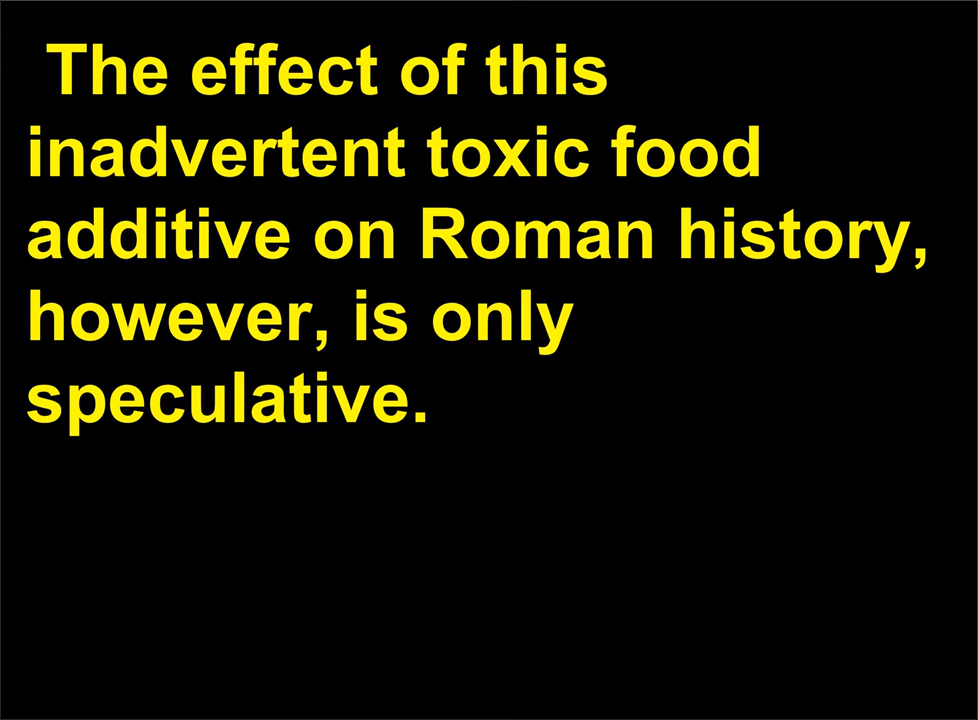 The effect of this
inadvertent toxic food
additive on Roman history,
however, is only
speculative.